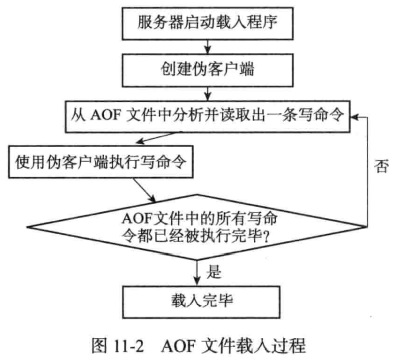 服务器启动载入程序
创建伪客户端
从 AOF 文件中分析并读取出一条写命令
使用伪客户端执行写命令
否
AOF文件中的所有写命
令都已经被执行完毕?
是
载入完毕
图 11-2 AOF 文件载入过程